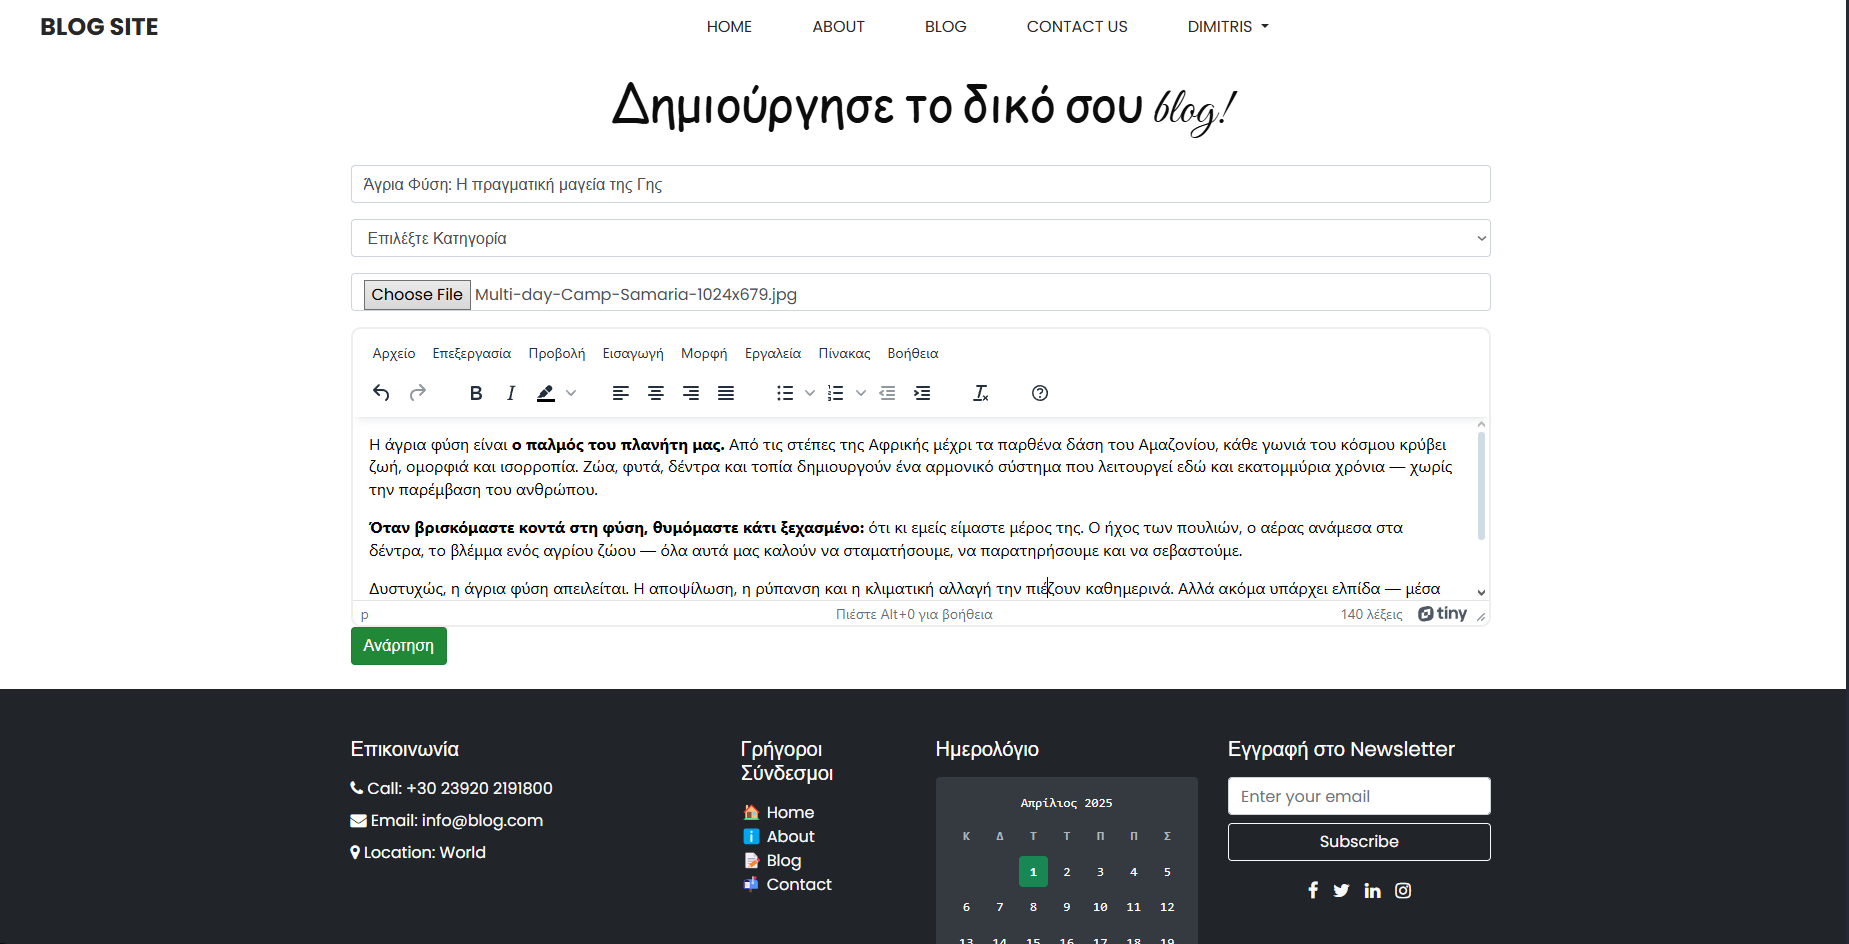 BLOG SITE
HOME ABOUT BLOG CONTACT US DIMITRIS
Δημιούργησε το δικό σου blog!
Άγρια Φύση: Η πραγματική μαγεία της Γης
Επιλέξτε Κατηγορία
Choose File Multi-day-Camp-Samaria-1024x679.jpg
Αρχείο Επεξεργασία Προβολή Εισαγωγή Μορφή Εργαλεία Πίνακας Βοήθεια
Η άγρια φύση είναι ο παλμός του πλανήτη μας. Από τις στέπες της Αφρικής μέχρι τα παρθένα δάση του Αμαζονίου, κάθε γωνιά του κόσμου κρύβει
ζωή, ομορφιά και ισορροπία. Ζώα, φυτά, δέντρα και τοπία δημιουργούν ένα αρμονικό σύστημα που λειτουργεί εδώ και εκατομμύρια χρόνια — χωρίς
την παρέμβαση του ανθρώπου.
Όταν βρισκόμαστε κοντά στη φύση, θυμόμαστε κάτι ξεχασμένο: ότι κι εμείς είμαστε μέρος της. Ο ήχος των πουλιών, ο αέρας ανάμεσα στα
δέντρα, το βλέμμα ενός αγρίου ζώου — όλα αυτά μας καλούν να σταματήσουμε, να παρατηρήσουμε και να σεβαστούμε.
Δυστυχώς, η άγρια φύση απειλείται. Η αποψίλωση, η ρύπανση και η κλιματική αλλαγή την πιέζουν καθημερινά. Αλλά ακόμα υπάρχει ελπίδα — μέσα
p Πιέστε Alt+0 για βοήθεια 140 λέξεις tiny
Ανάρτηση
Επικοινωνία
Call: +30 23920 2191800
Email: info@blog.com
Location: World
Γρήγοροι
Σύνδεσμοι
Home
About
Blog
Contact
Ημερολόγιο
Απρίλιος 2025
Κ Δ Τ Τ Π Π Σ
1 2 3 4 5
6 7 8 9 10 11 12
13 14 15 16 17 18 19
Εγγραφή στο Newsletter
Enter your email
Subscribe